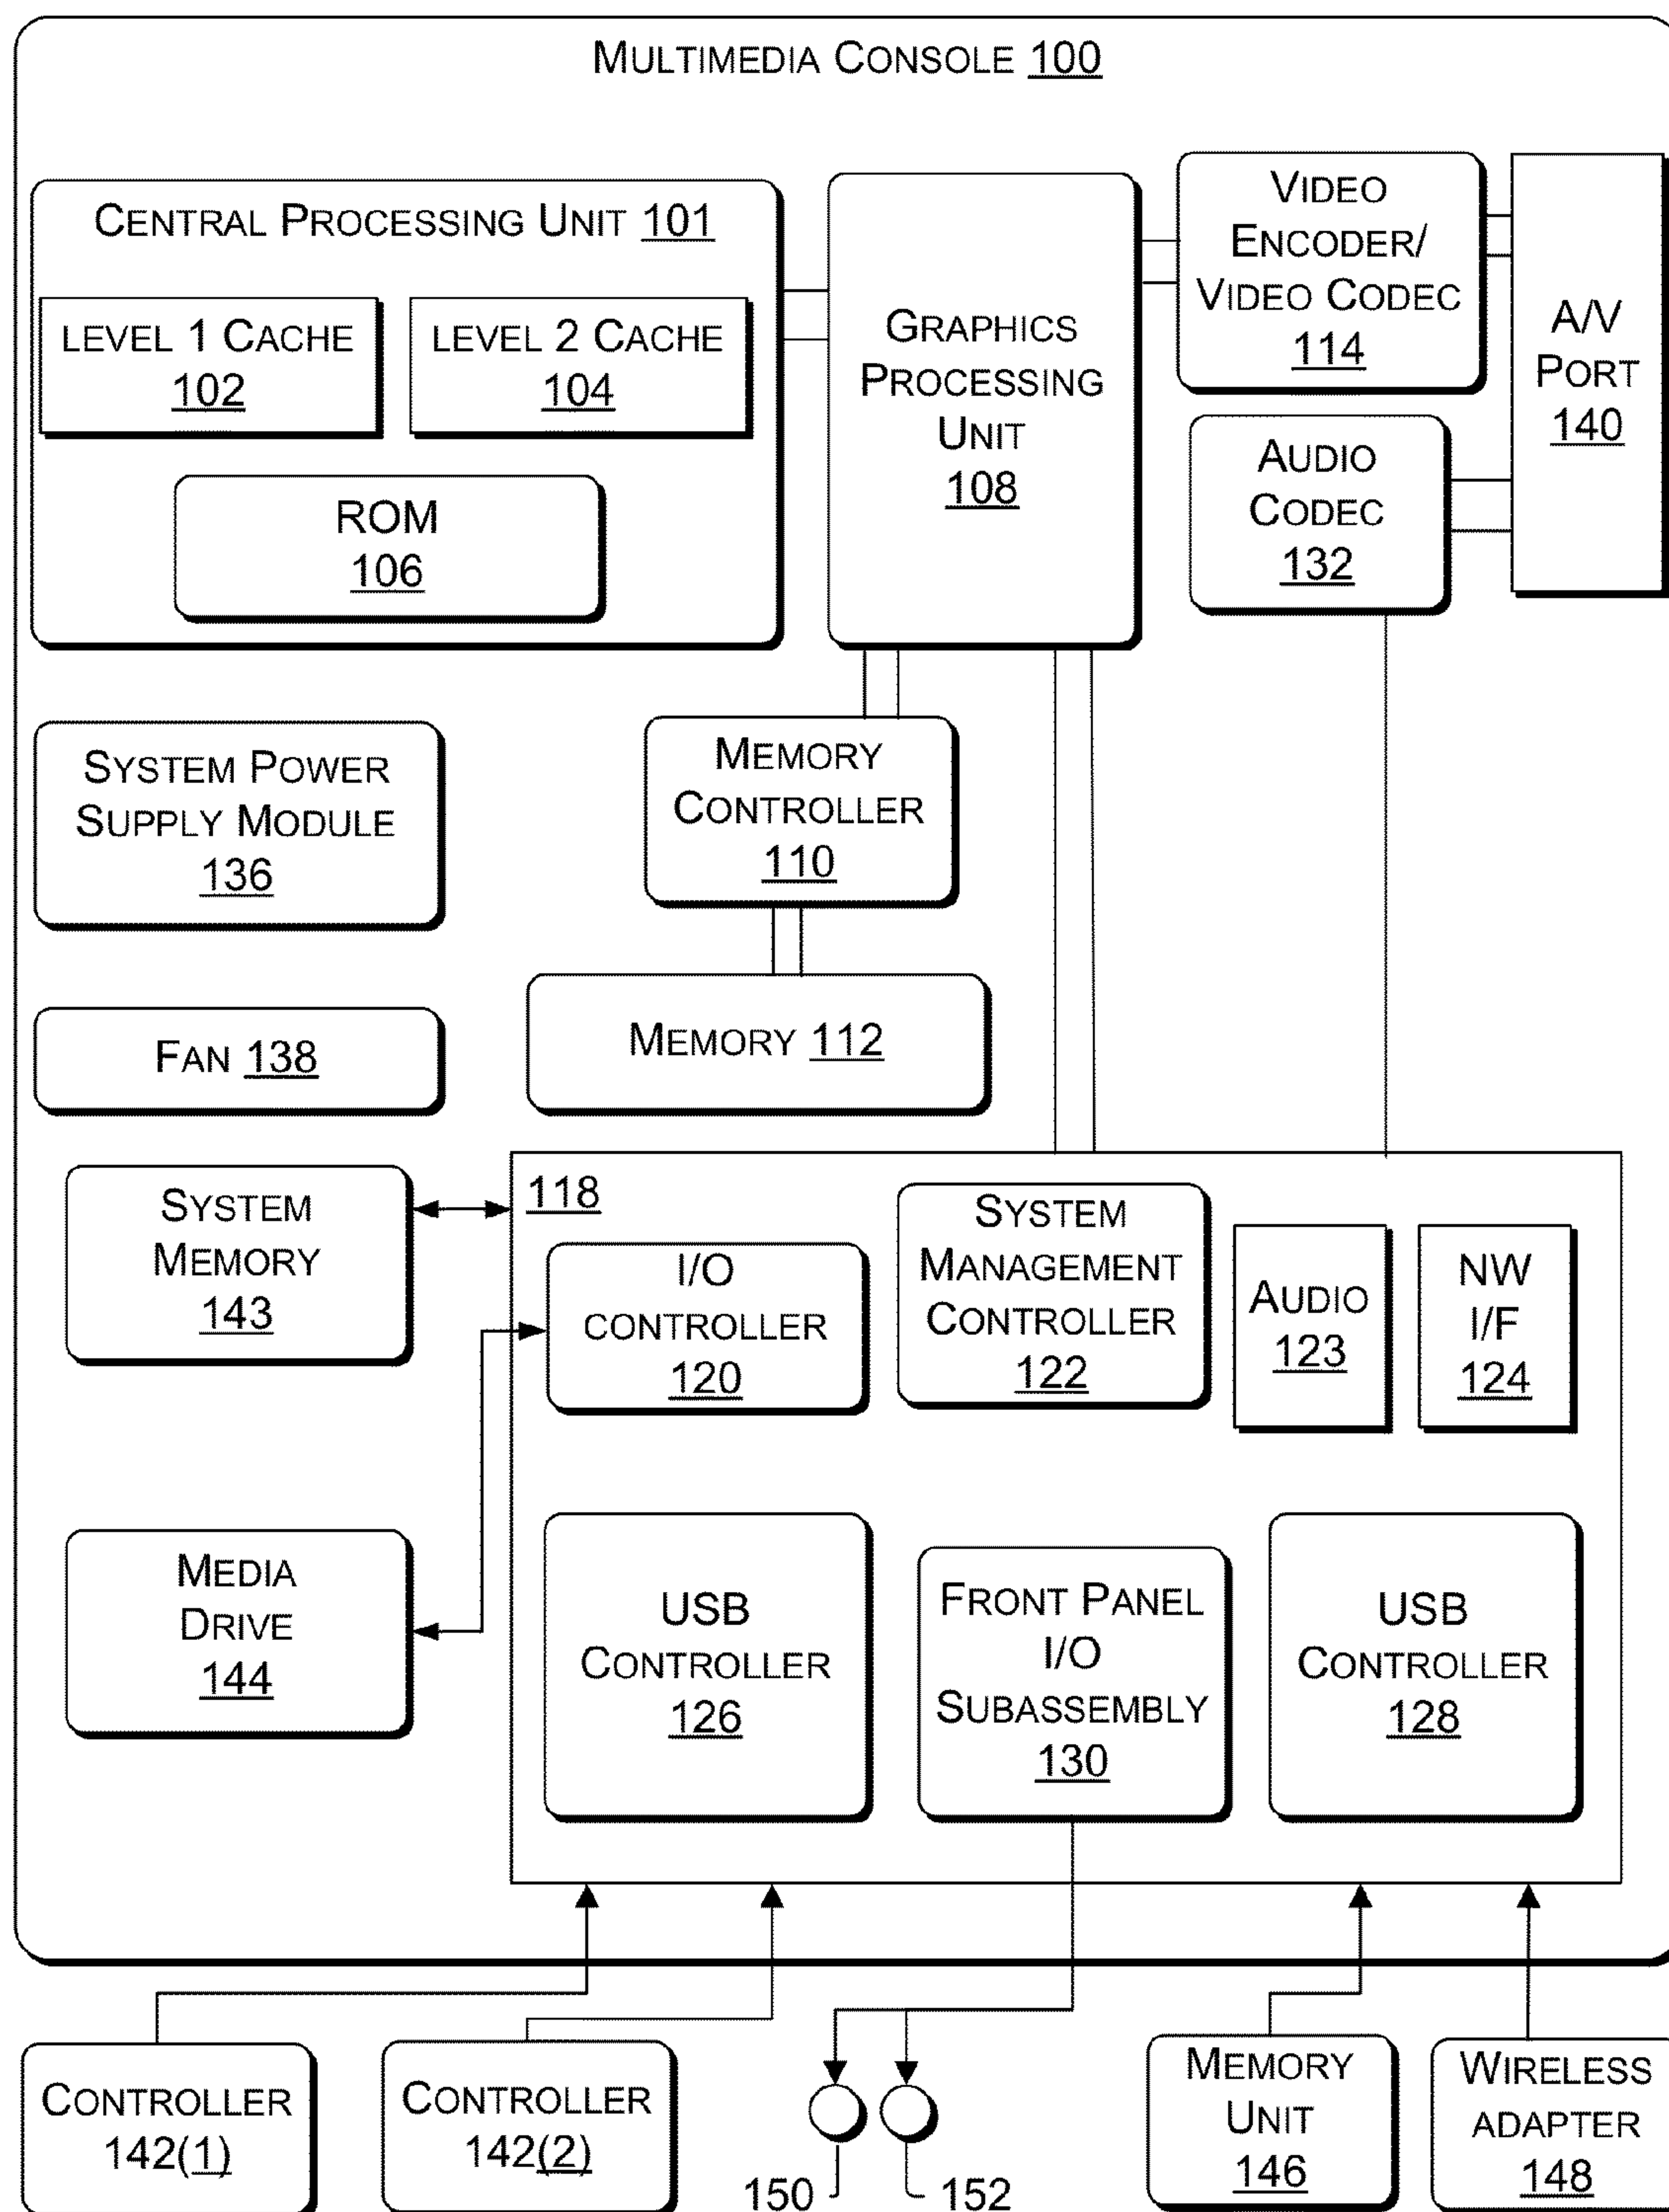 MULTIMEDIA CONSOLE 100
CENTRAL PROCESSING UNIT 101
LEVEL 1 CACHE
102
LEVEL 2 CACHE
104
ROM
106
GRAPHICS
PROCESSING
UNIT
108
VIDEO
ENCODER/
VIDEO CODEC
114
AUDIO
CODEC
132
A/V
PORT
140
SYSTEM POWER
SUPPLY MODULE
136
MEMORY
CONTROLLER
110
MEMORY 112
FAN 138
SYSTEM
MEMORY
143
118
I/O
CONTROLLER
120
SYSTEM
MANAGEMENT
CONTROLLER
122
AUDIO
123
NW
I/F
124
MEDIA
DRIVE
144
USB
CONTROLLER
126
FRONT PANEL
I/O
SUBASSEMBLY
130
USB
CONTROLLER
128
CONTROLLER
142(1)
CONTROLLER
142(2)
150
152
MEMORY
UNIT
146
WIRELESS
ADAPTER
148